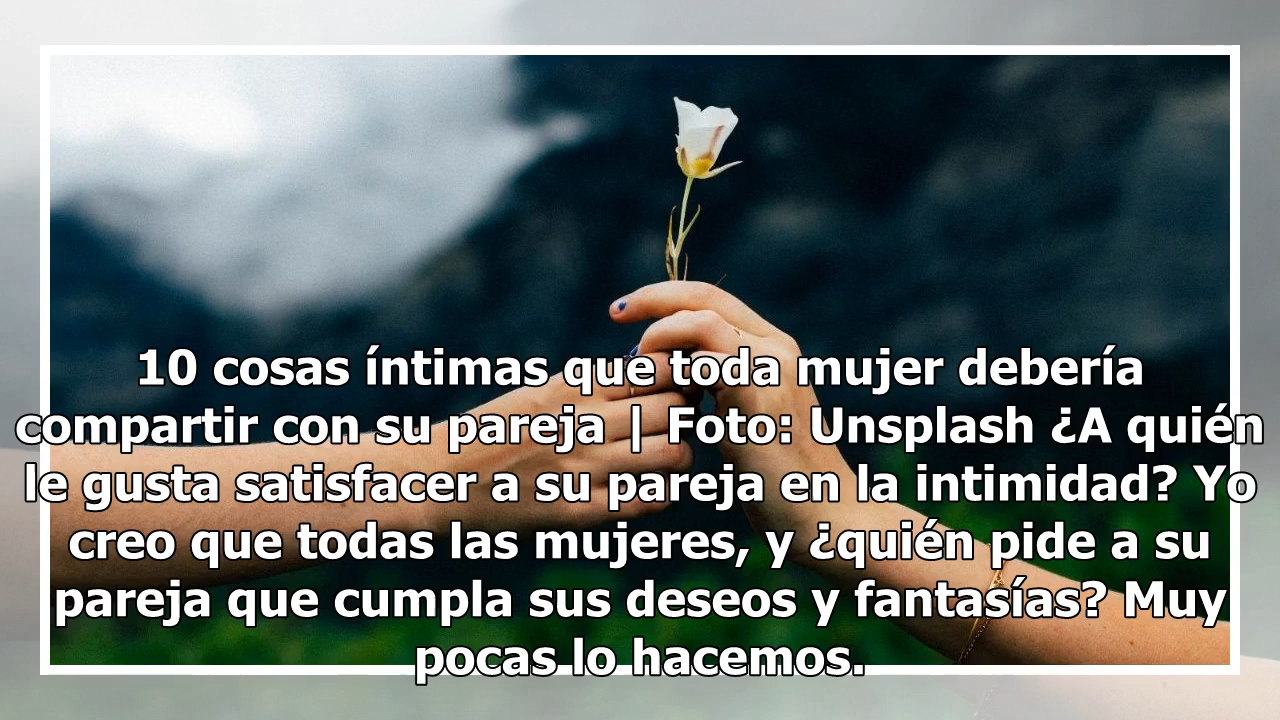 10 cosas íntimas que toda mujer debería
compartir con su pareja | Foto: Unsplash ¿A quién
le gusta satisfacer a su pareja en la intimidad? Yo
creo que todas las mujeres, y ¿quién pide a su
pareja que cumpla sus deseos y fantasías? Muy
pocas lo hacemos.